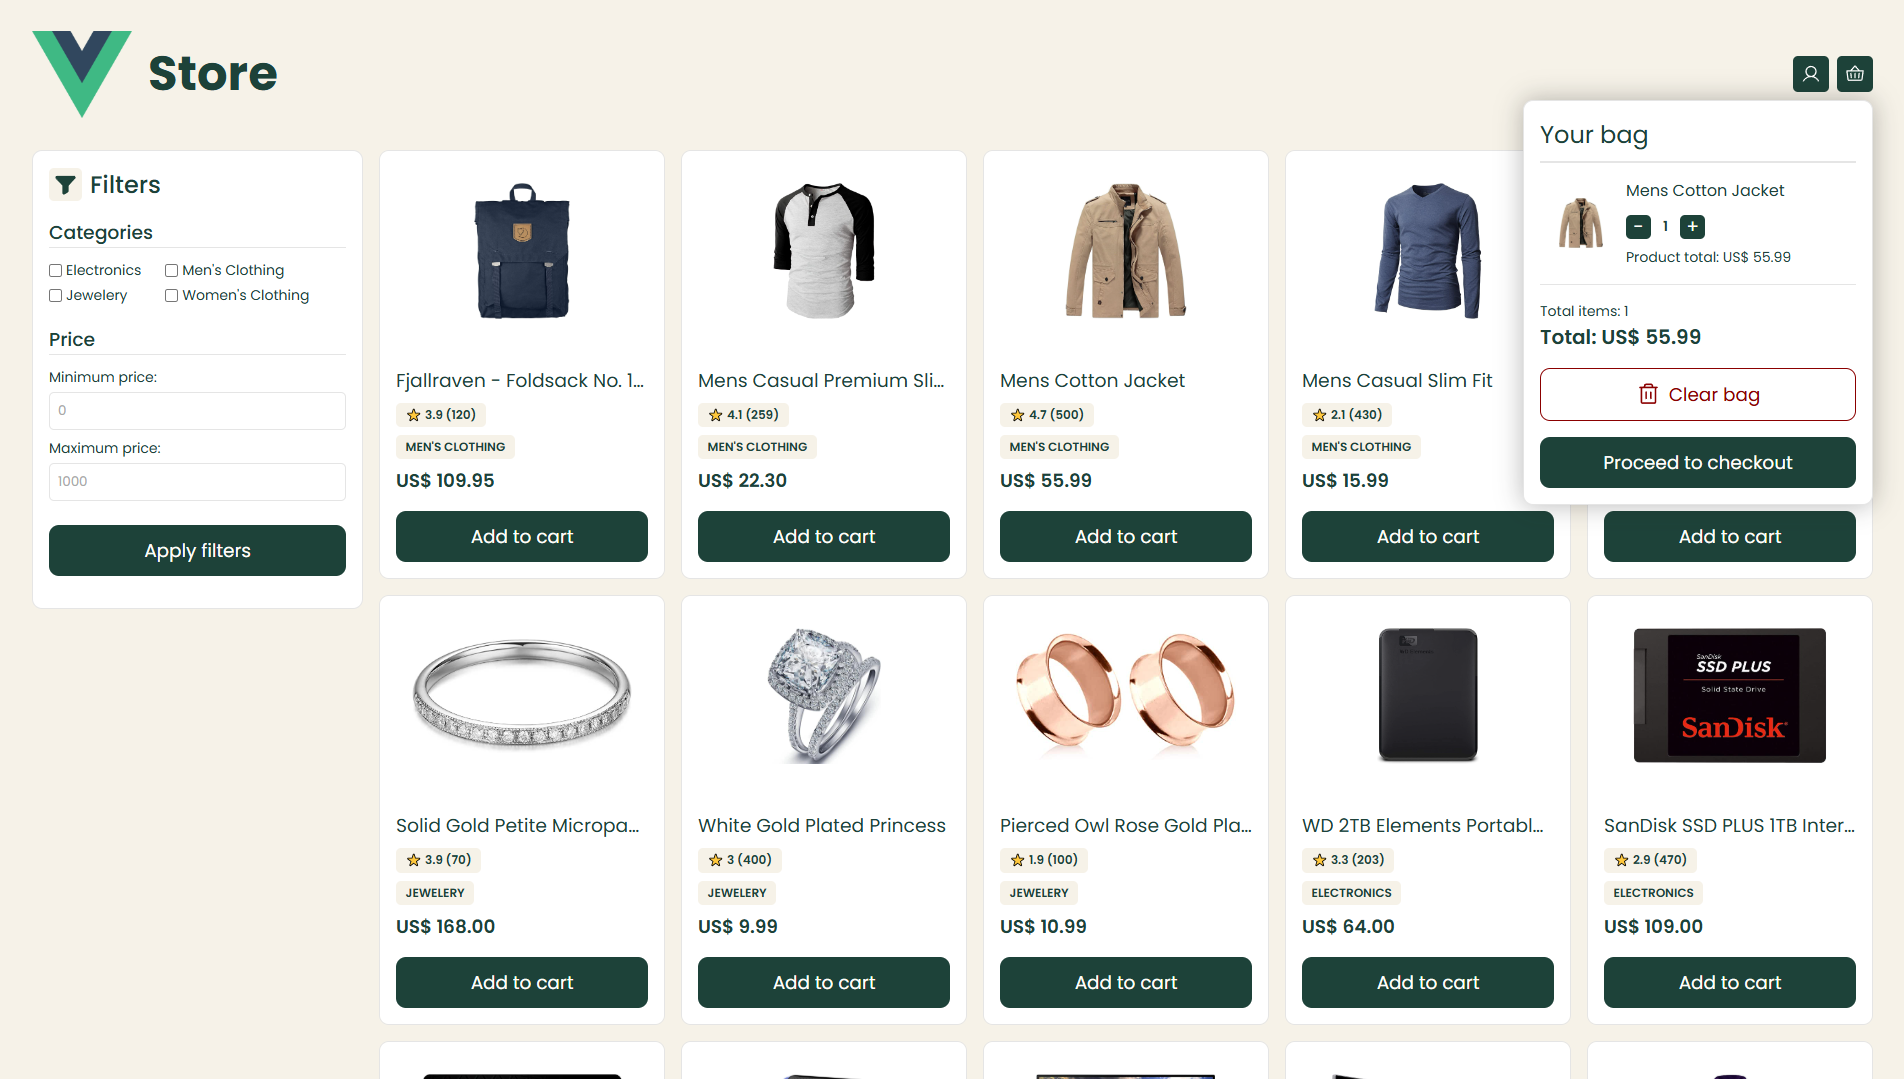 Store
Your bag
Mens Cotton Jacket
- 1 +
Product total: US$ 55.99
Total items: 1
Total: US$ 55.99
Clear bag
Proceed to checkout
Filters
Categories
Electronics
Men's Clothing
Jewelery
Women's Clothing
Price
Minimum price:
0
Maximum price:
1000
Apply filters
Fjallraven - Foldsack No. 1...
3.9 (120)
MEN'S CLOTHING
US$ 109.95
Add to cart
Mens Casual Premium Sli...
4.1 (259)
MEN'S CLOTHING
US$ 22.30
Add to cart
Mens Cotton Jacket
4.7 (500)
MEN'S CLOTHING
US$ 55.99
Add to cart
Mens Casual Slim Fit
2.1 (430)
MEN'S CLOTHING
US$ 15.99
Add to cart
Add to cart
Solid Gold Petite Micropa...
3.9 (70)
JEWELERY
US$ 168.00
Add to cart
White Gold Plated Princess
3 (400)
JEWELERY
US$ 9.99
Add to cart
Pierced Owl Rose Gold Pla...
1.9 (100)
JEWELERY
US$ 10.99
Add to cart
WD 2TB Elements Portabl...
3.3 (203)
ELECTRONICS
US$ 64.00
Add to cart
SanDisk
SSD PLUS
Solid State Drive
SanDisk
SanDisk SSD PLUS 1TB Inter...
2.9 (470)
ELECTRONICS
US$ 109.00
Add to cart